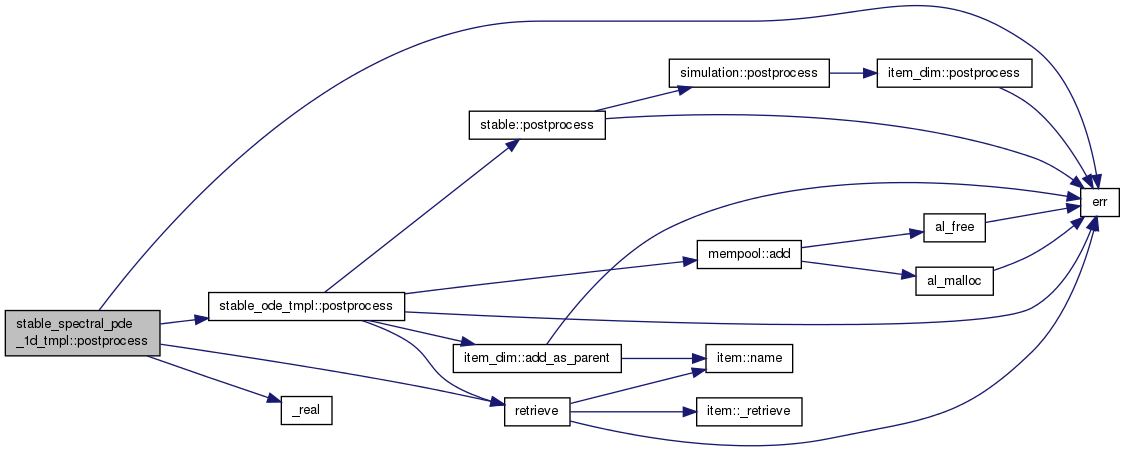 simulation::postprocess
item_dim::postprocess
stable::postprocess
err
al_free
mempool::add
al_malloc
stable_ode_tmpl::postprocess
stable_spectral_pde
_1d_tmpl::postprocess
item_dim::add_as_parent
item::name
_real
retrieve
item::_retrieve